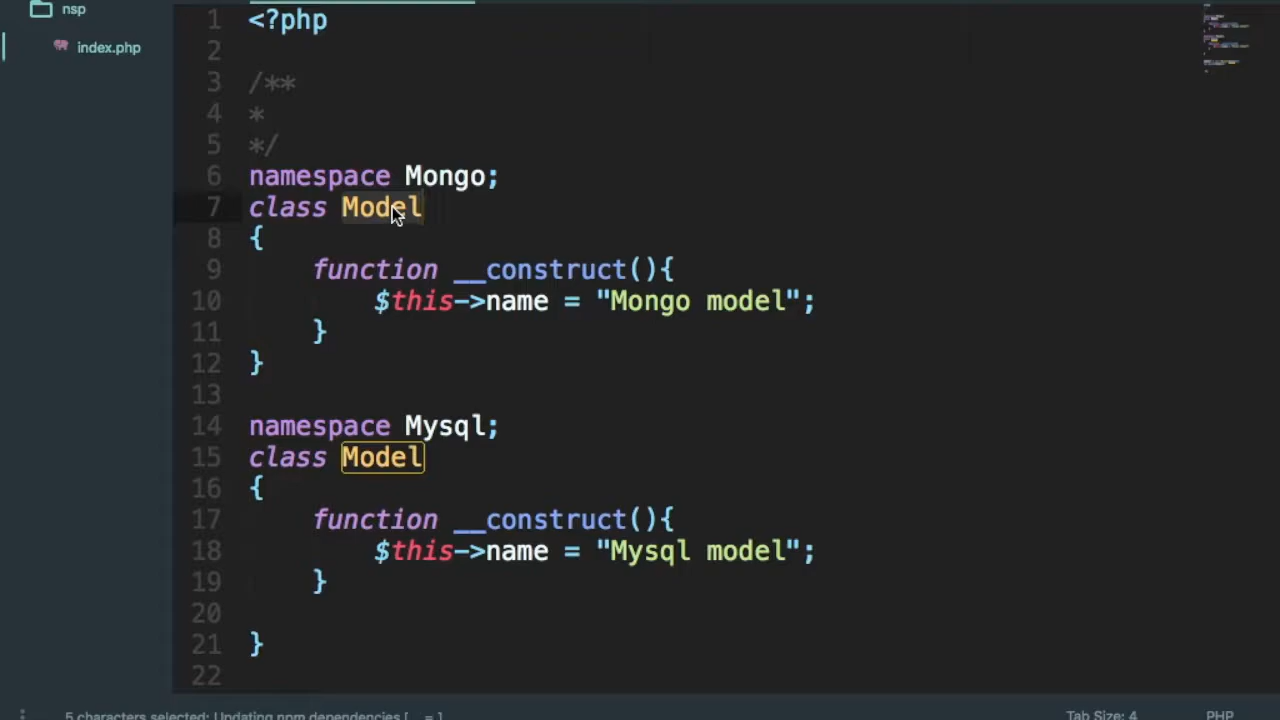 nsp
index.php
1 <?php
2
3 /**
4 *
5 */
6 namespace Mongo;
7 class Model
8 {
9 function __construct(){
10 $this->name = "Mongo model";
11 }
12 }
13
14 namespace Mysql;
15 class Model
16 {
17 function __construct(){
18 $this->name = "Mysql model";
19 }
20
21 }
22
5 characters selected; Updating npm dependencies [ = ] Tab Size: 4 PHP